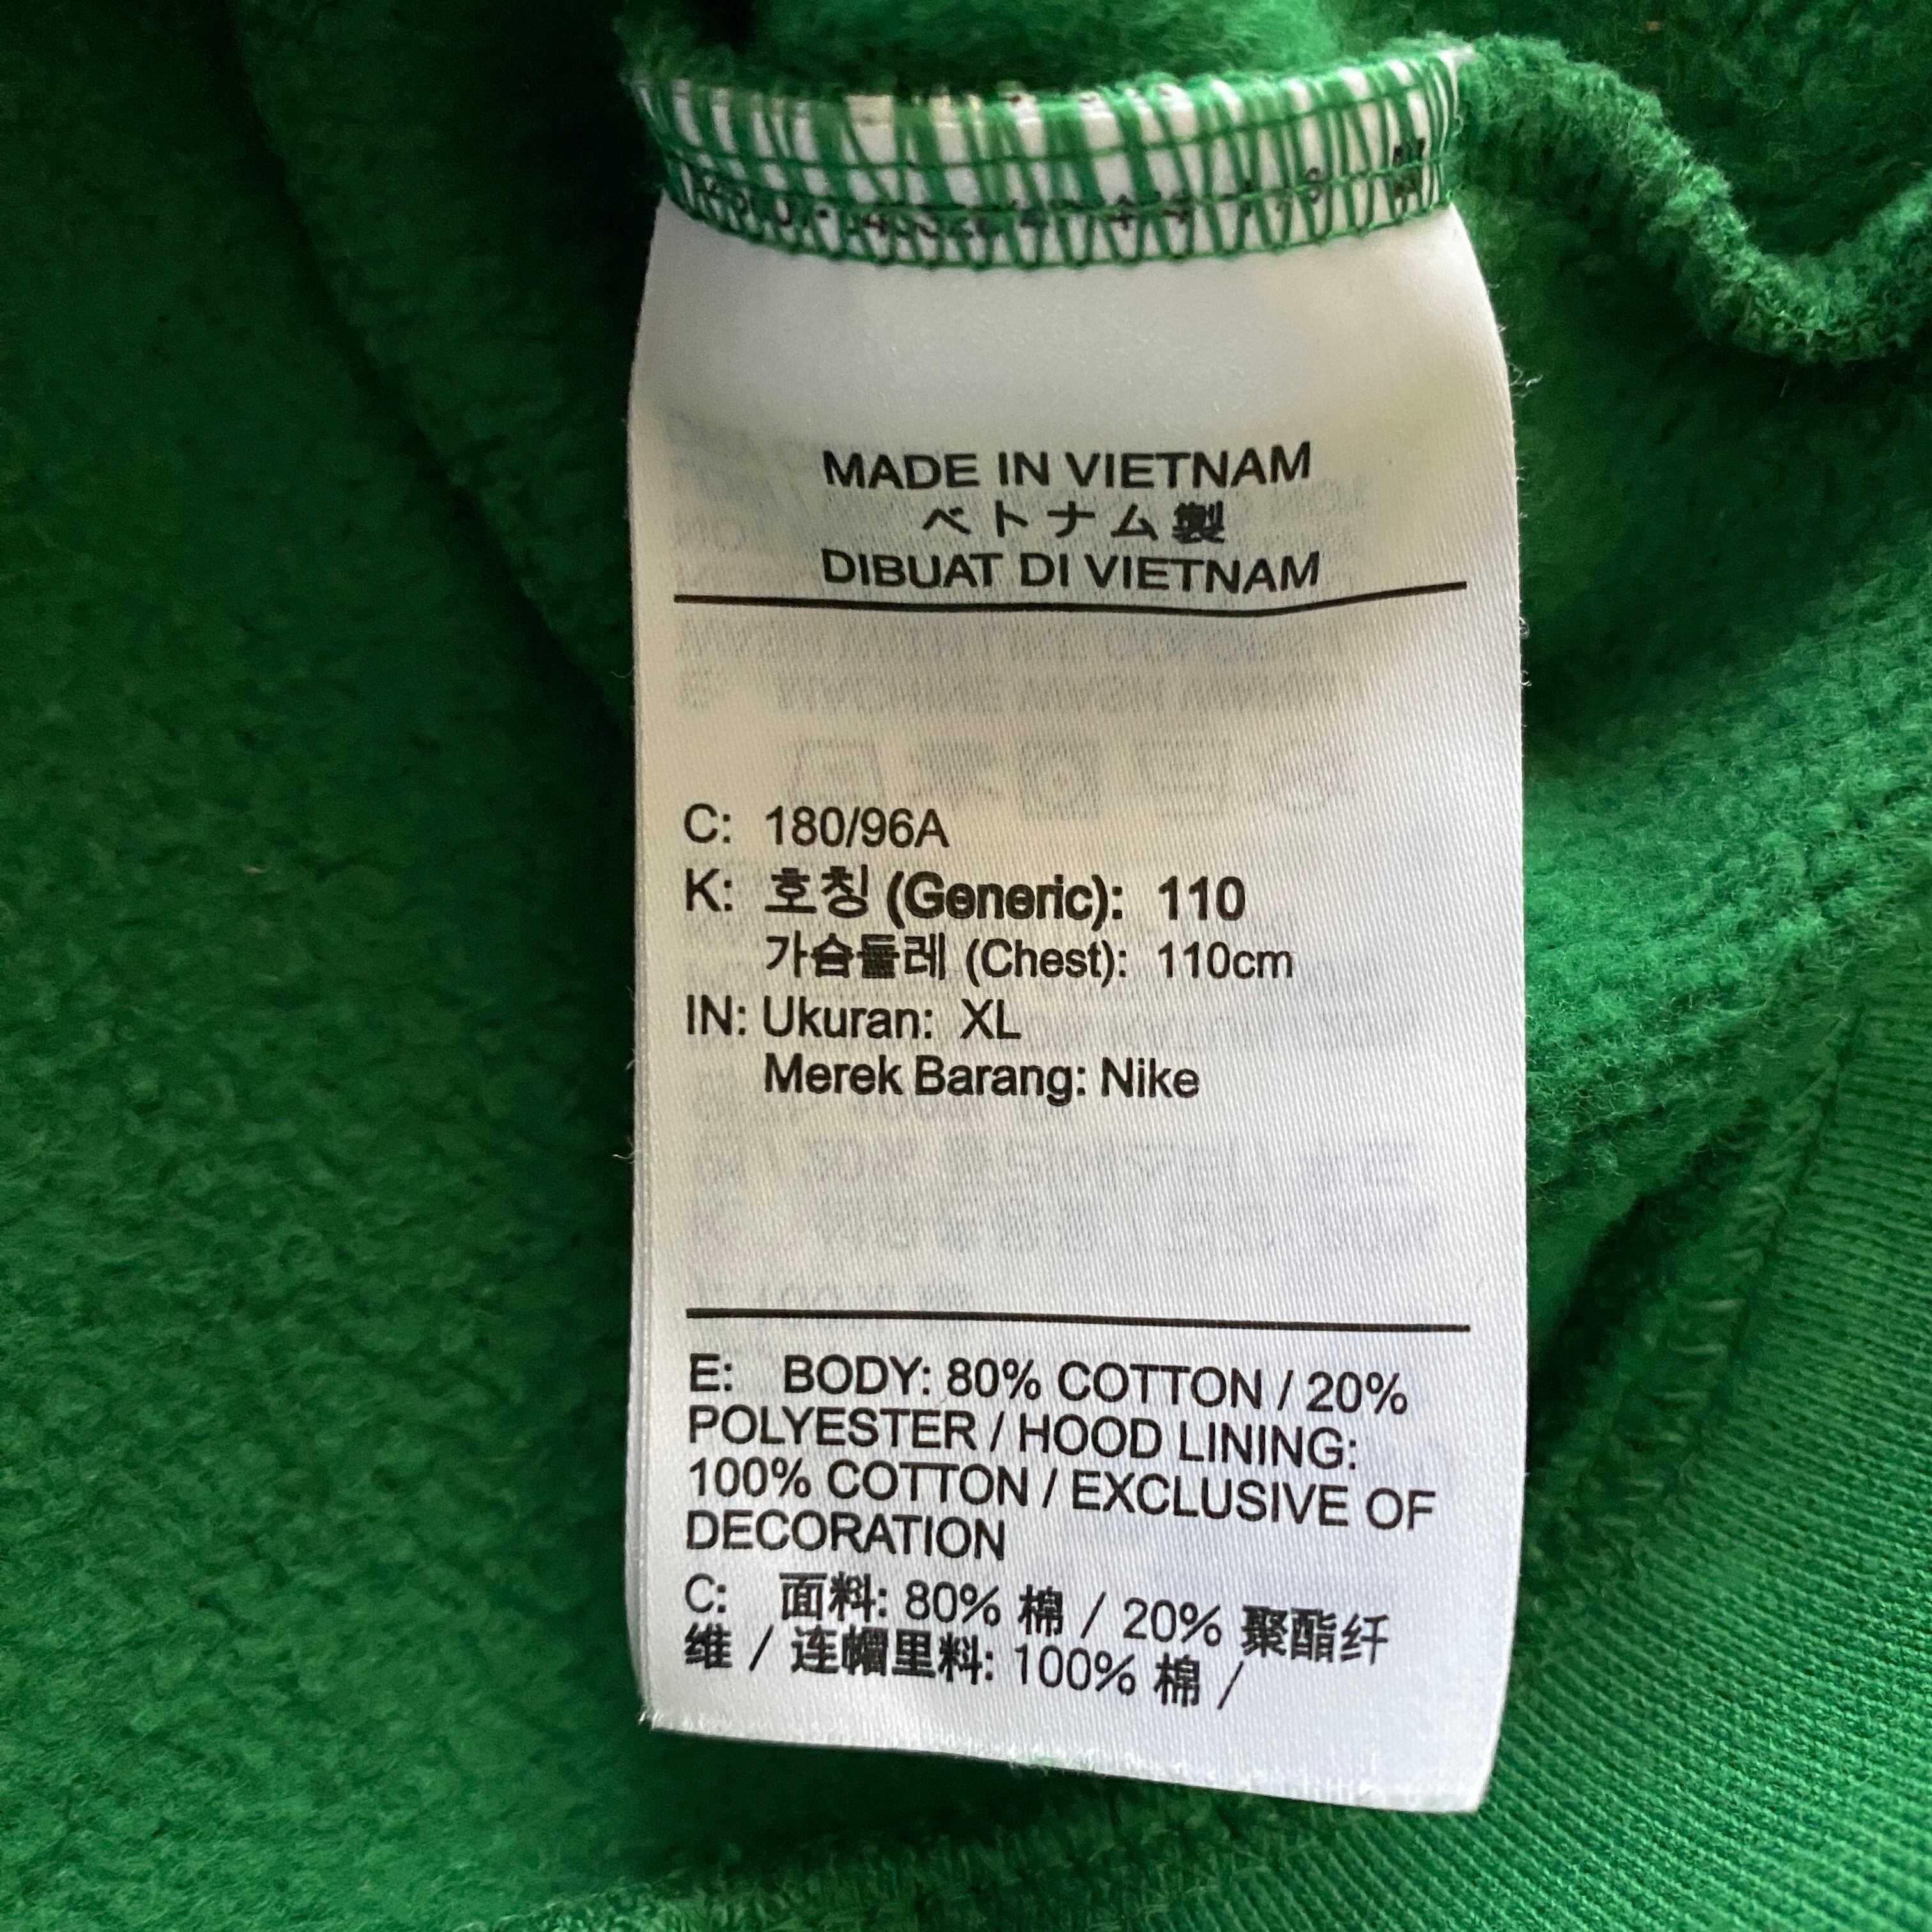 MADE IN VIETNAM
ベトナム製
DIBUAT DI VIETNAM
C: 180/96A
K: 호칭 (Generic): 110
가슴둘레 (Chest): 110cm
IN: Ukuran: XL
Merek Barang: Nike
E: BODY: 80% COTTON / 20%
POLYESTER / HOOD LINING:
100% COTTON / EXCLUSIVE OF
DECORATION
C: 面料: 80% 棉 / 20% 聚酯纤
维 / 连帽里料: 100% 棉 /